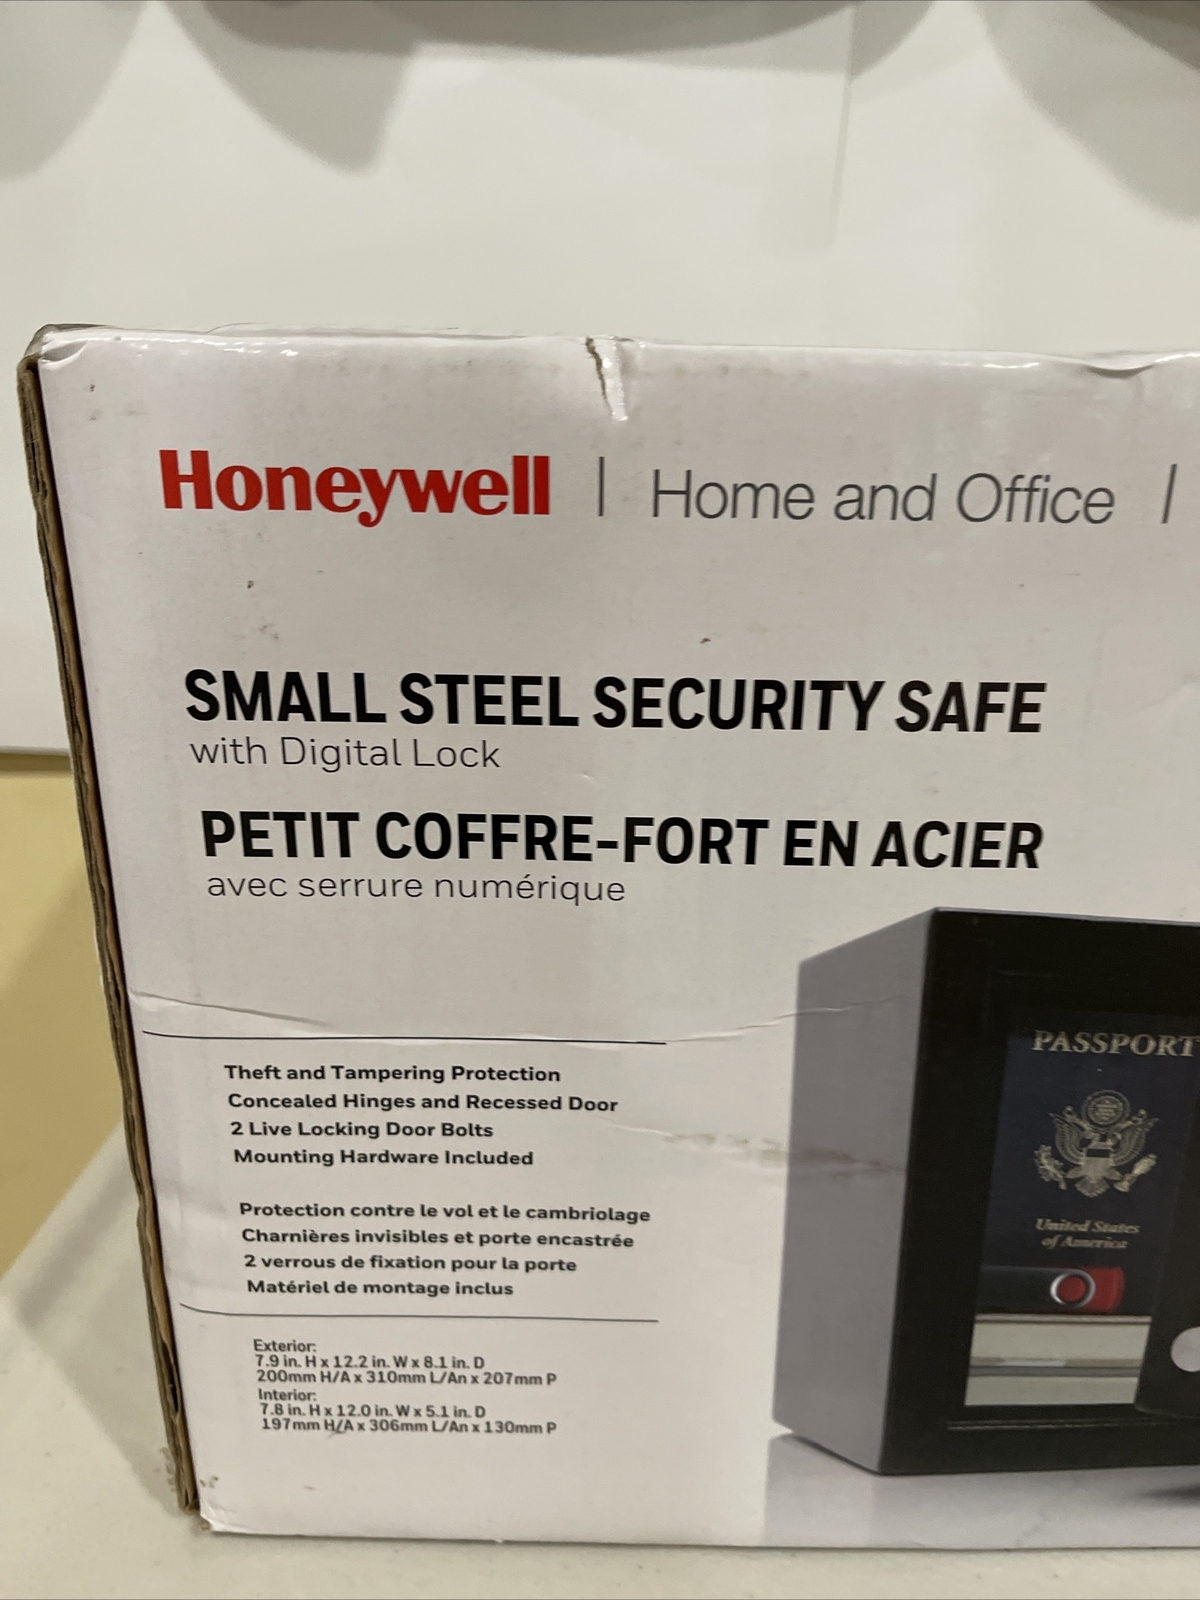 Honeywell | Home and Office |
SMALL STEEL SECURITY SAFE
with Digital Lock
PETIT COFFRE-FORT EN ACIER
avec serrure numérique
Theft and Tampering Protection
Concealed Hinges and Recessed Door
2 Live Locking Door Bolts
Mounting Hardware Included
Protection contre le vol et le cambriolage
Charnières invisibles et porte encastrée
2 verrous de fixation pour la porte
Matériel de montage inclus
Exterior:
7.9 in. H x 12.2 in. W x 8.1 in. D
200mm H/A x 310mm L/An x 207mm P
Interior:
7.8 in. H x 12.0 in. W x 5.1 in. D
197mm H/A x 306mm L/An x 130mm P
PASSPORT
United States
of America